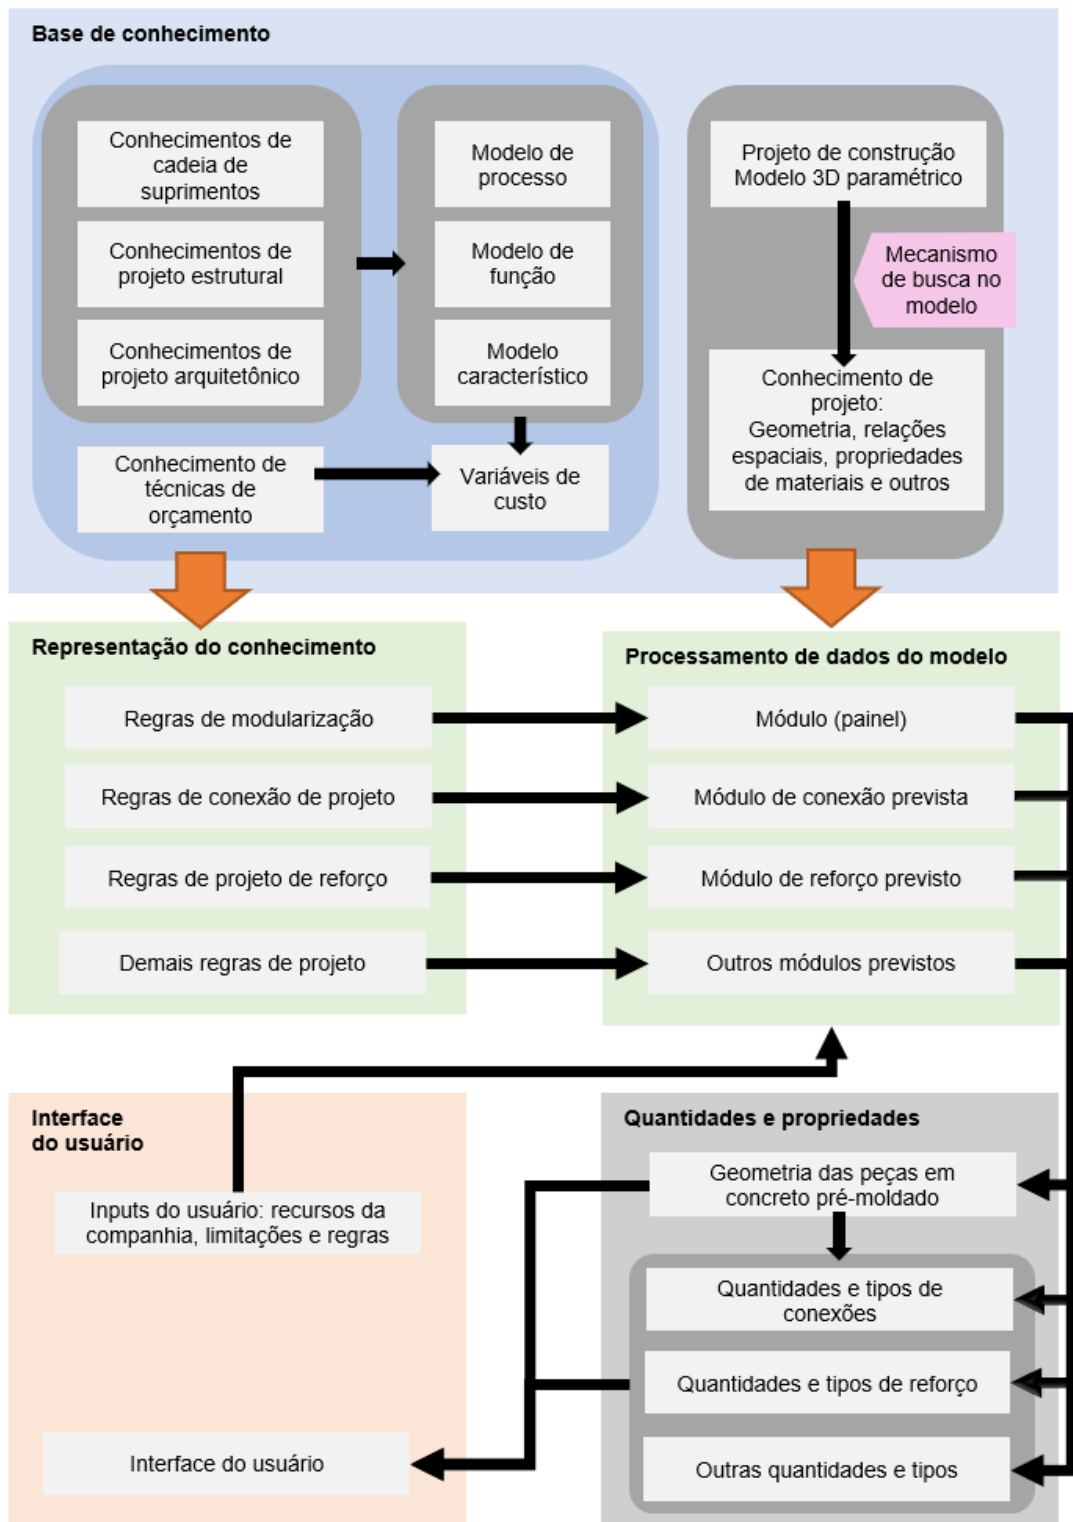 Base de conhecimento
Conhecimentos de
cadeia de
suprimentos
Conhecimentos de
projeto estrutural
Conhecimentos de
projeto arquitetônico
Conhecimento de
técnicas de
orçamento
Modelo de
processo
Modelo de
função
Modelo
característico
Variáveis de
custo
Projeto de construção
Modelo 3D paramétrico
Mecanismo
de busca no
modelo
Conhecimento de
projeto:
Geometria, relações
espaciais, propriedades
de materiais e outros
Representação do conhecimento
Regras de modularização
Regras de conexão de projeto
Regras de projeto de reforço
Demais regras de projeto
Processamento de dados do modelo
Módulo (painel)
Módulo de conexão prevista
Módulo de reforço previsto
Outros módulos previstos
Interface
do usuário
Inputs do usuário: recursos da
companhia, limitações e regras
Interface do usuário
Quantidades e propriedades
Geometria das peças em
concreto pré-moldado
Quantidades e tipos de
conexões
Quantidades e tipos de reforço
Outras quantidades e tipos